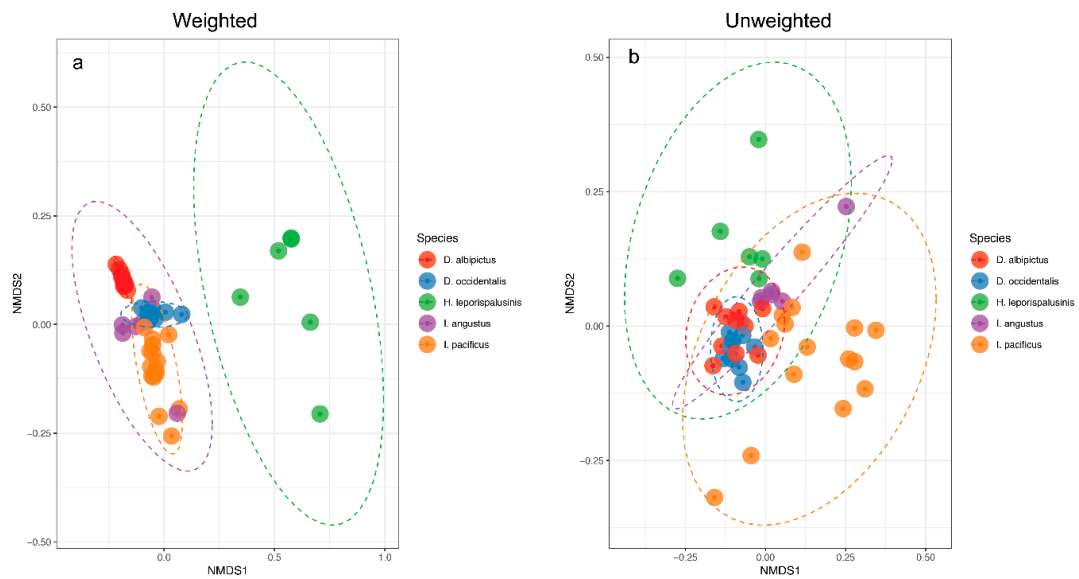 Weighted
a
0.50
0.25
0.00
−0.25
−0.50
NMDS2
0.0
0.5
1.0
NMDS1
Species
D. albipictus
D. occidentalis
H. leporispalusinis
I. angustus
I. pacificus
Unweighted
b
0.50
0.25
0.00
−0.25
NMDS2
−0.25
0.00
0.25
0.50
NMDS1
Species
D. albipictus
D. occidentalis
H. leporispalusinis
I. angustus
I. pacificus